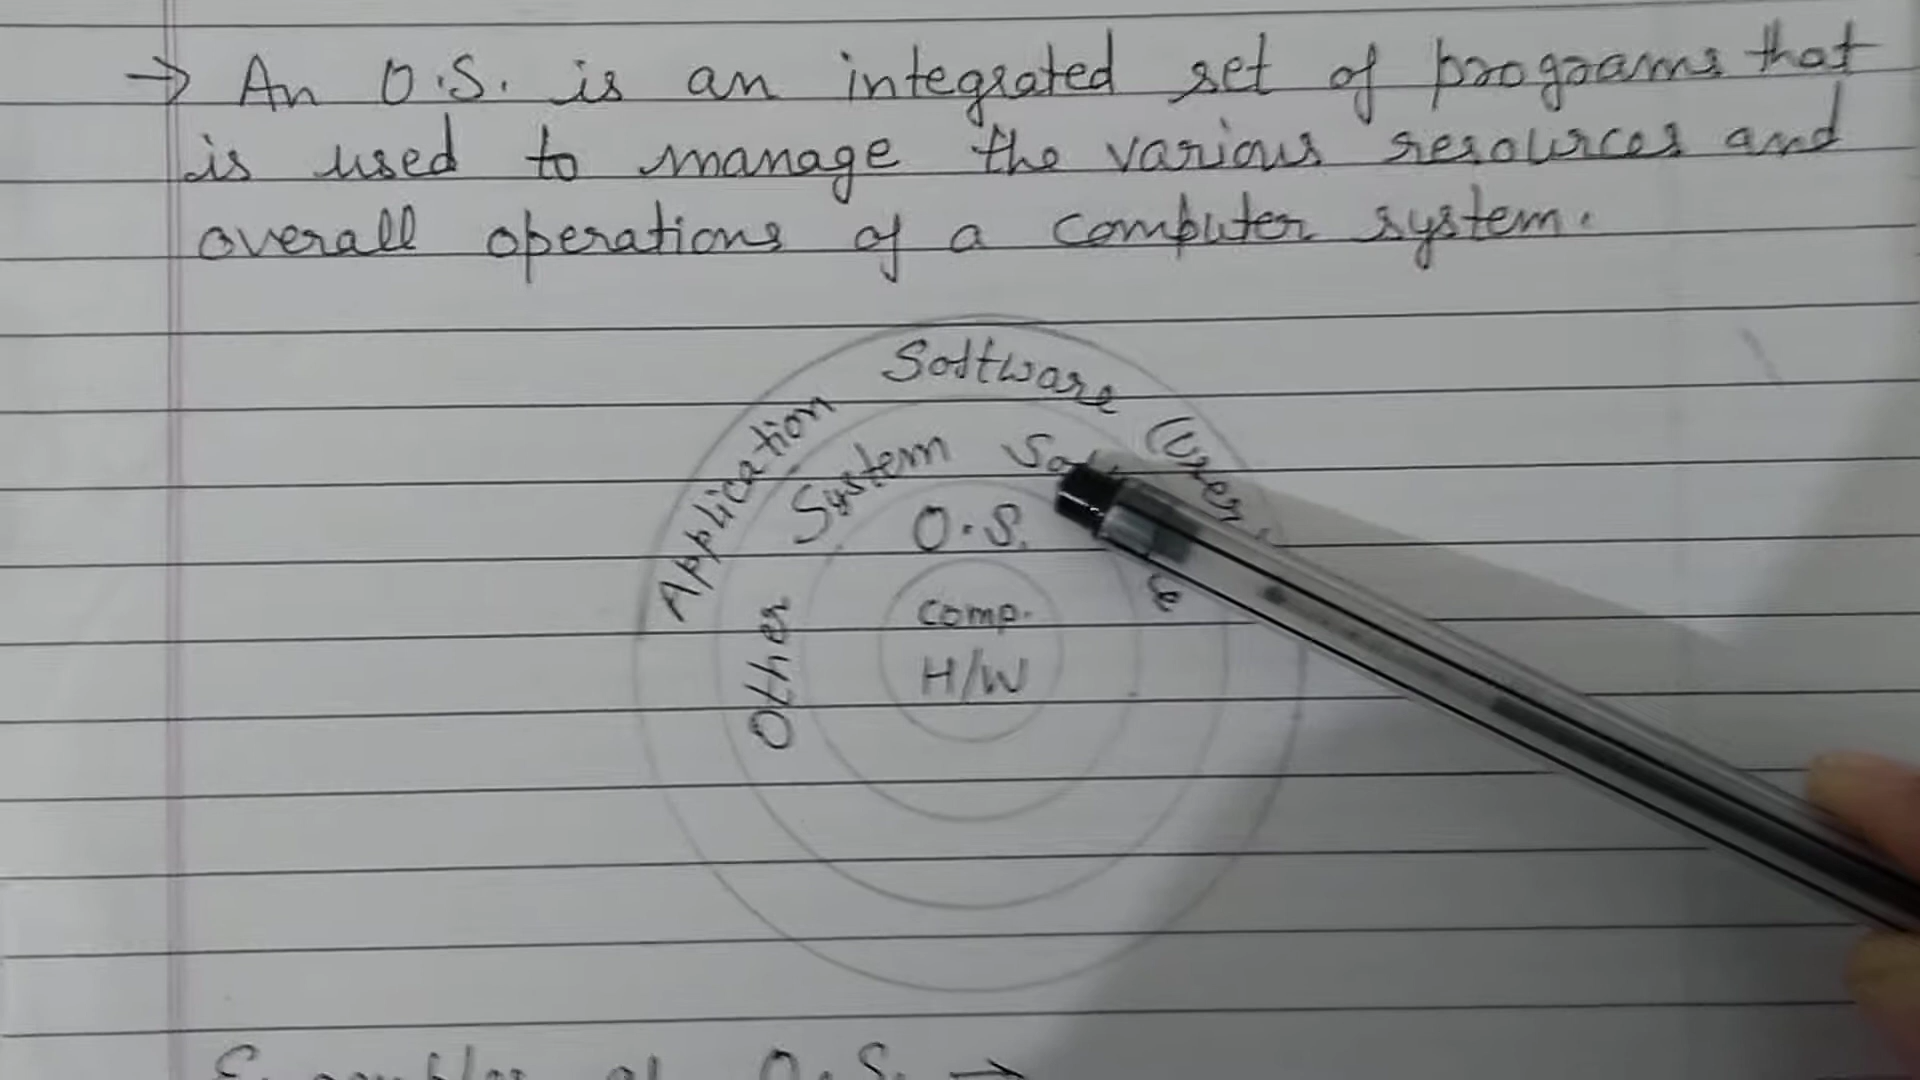 → An O.S. is an integrated set of programs that
is used to manage the various resources and
overall operations of a computer system.
Application Software (User
Other System
O.S.
Comp.
H/W
O.S. →